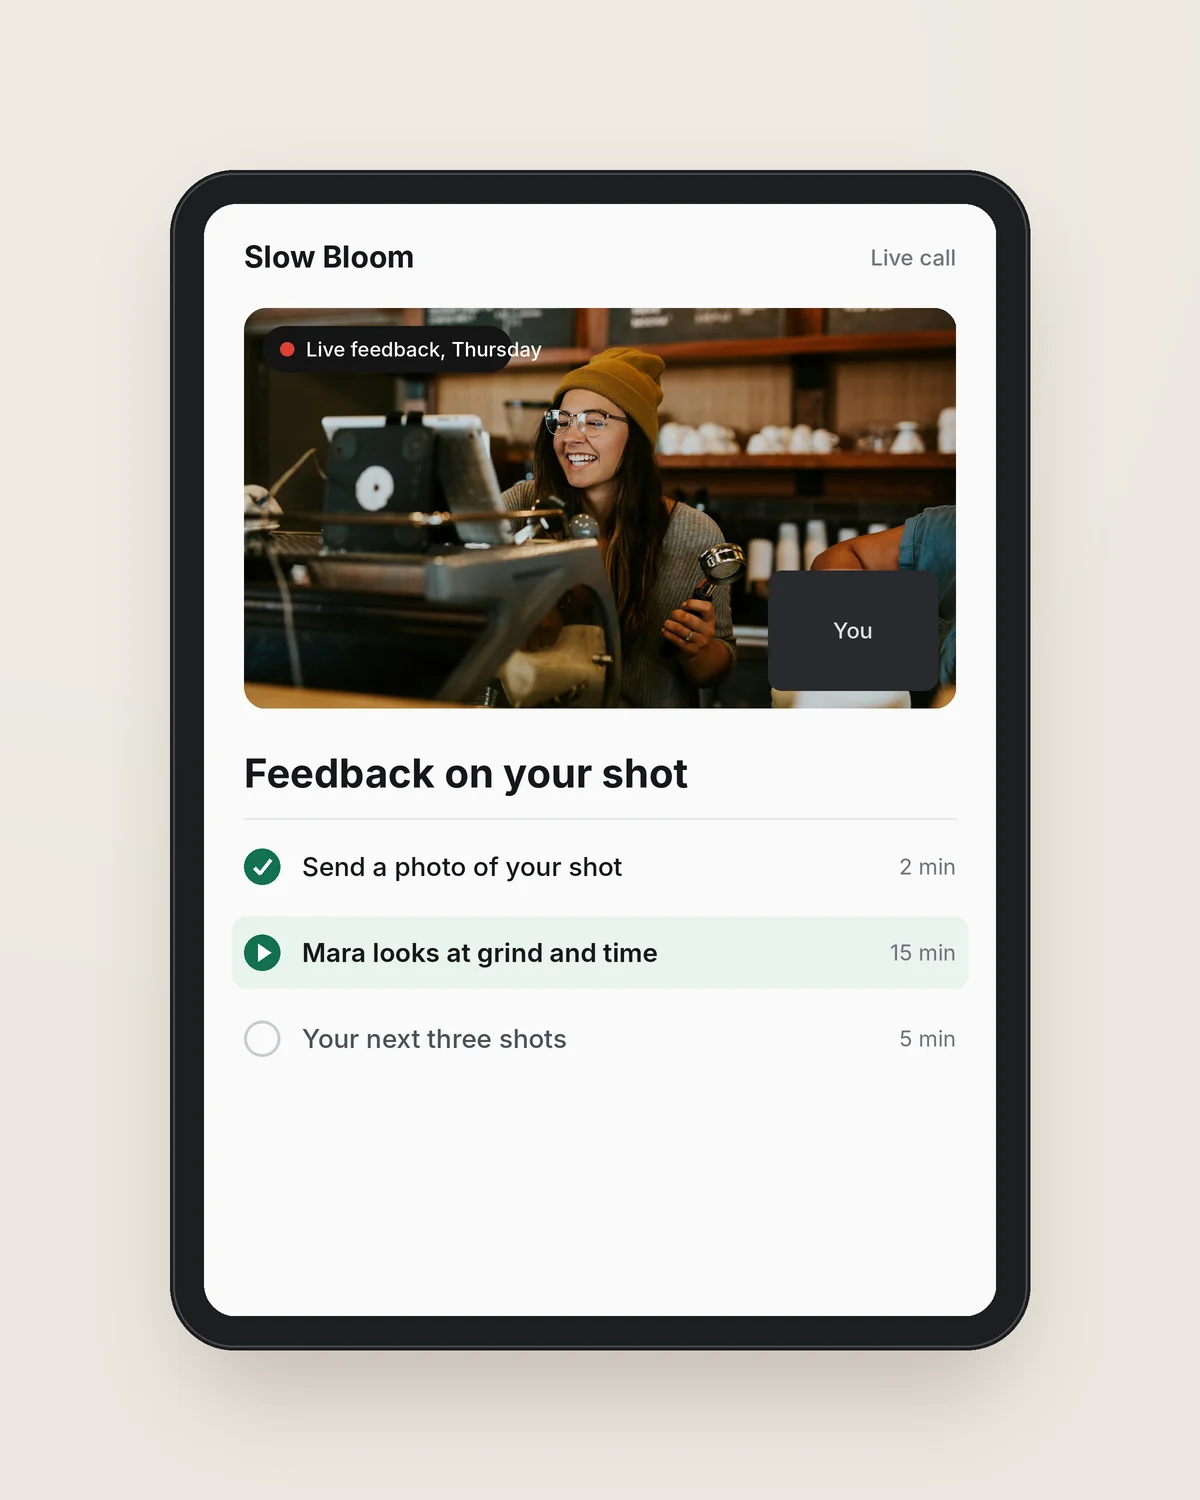 Slow Bloom
Live call
Live feedback, Thursday
You
Feedback on your shot
Send a photo of your shot
2 min
Mara looks at grind and time
15 min
Your next three shots
5 min